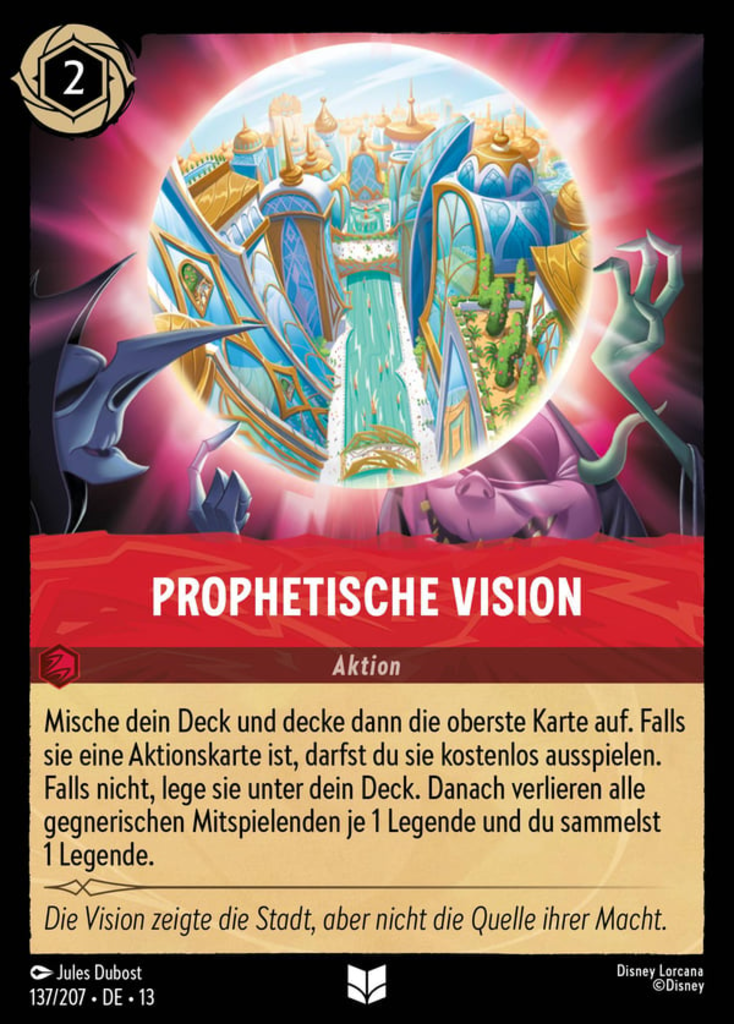 2
PROPHETISCHE VISION
Aktion
Mische dein Deck und decke dann die oberste Karte auf. Falls
sie eine Aktionskarte ist, darfst du sie kostenlos ausspielen.
Falls nicht, lege sie unter dein Deck. Danach verlieren alle
gegnerischen Mitspielenden je 1 Legende und du sammelst
1 Legende.
Die Vision zeigte die Stadt, aber nicht die Quelle ihrer Macht.
Jules Dubost
137/207 • DE • 13
Disney Lorcana
©Disney